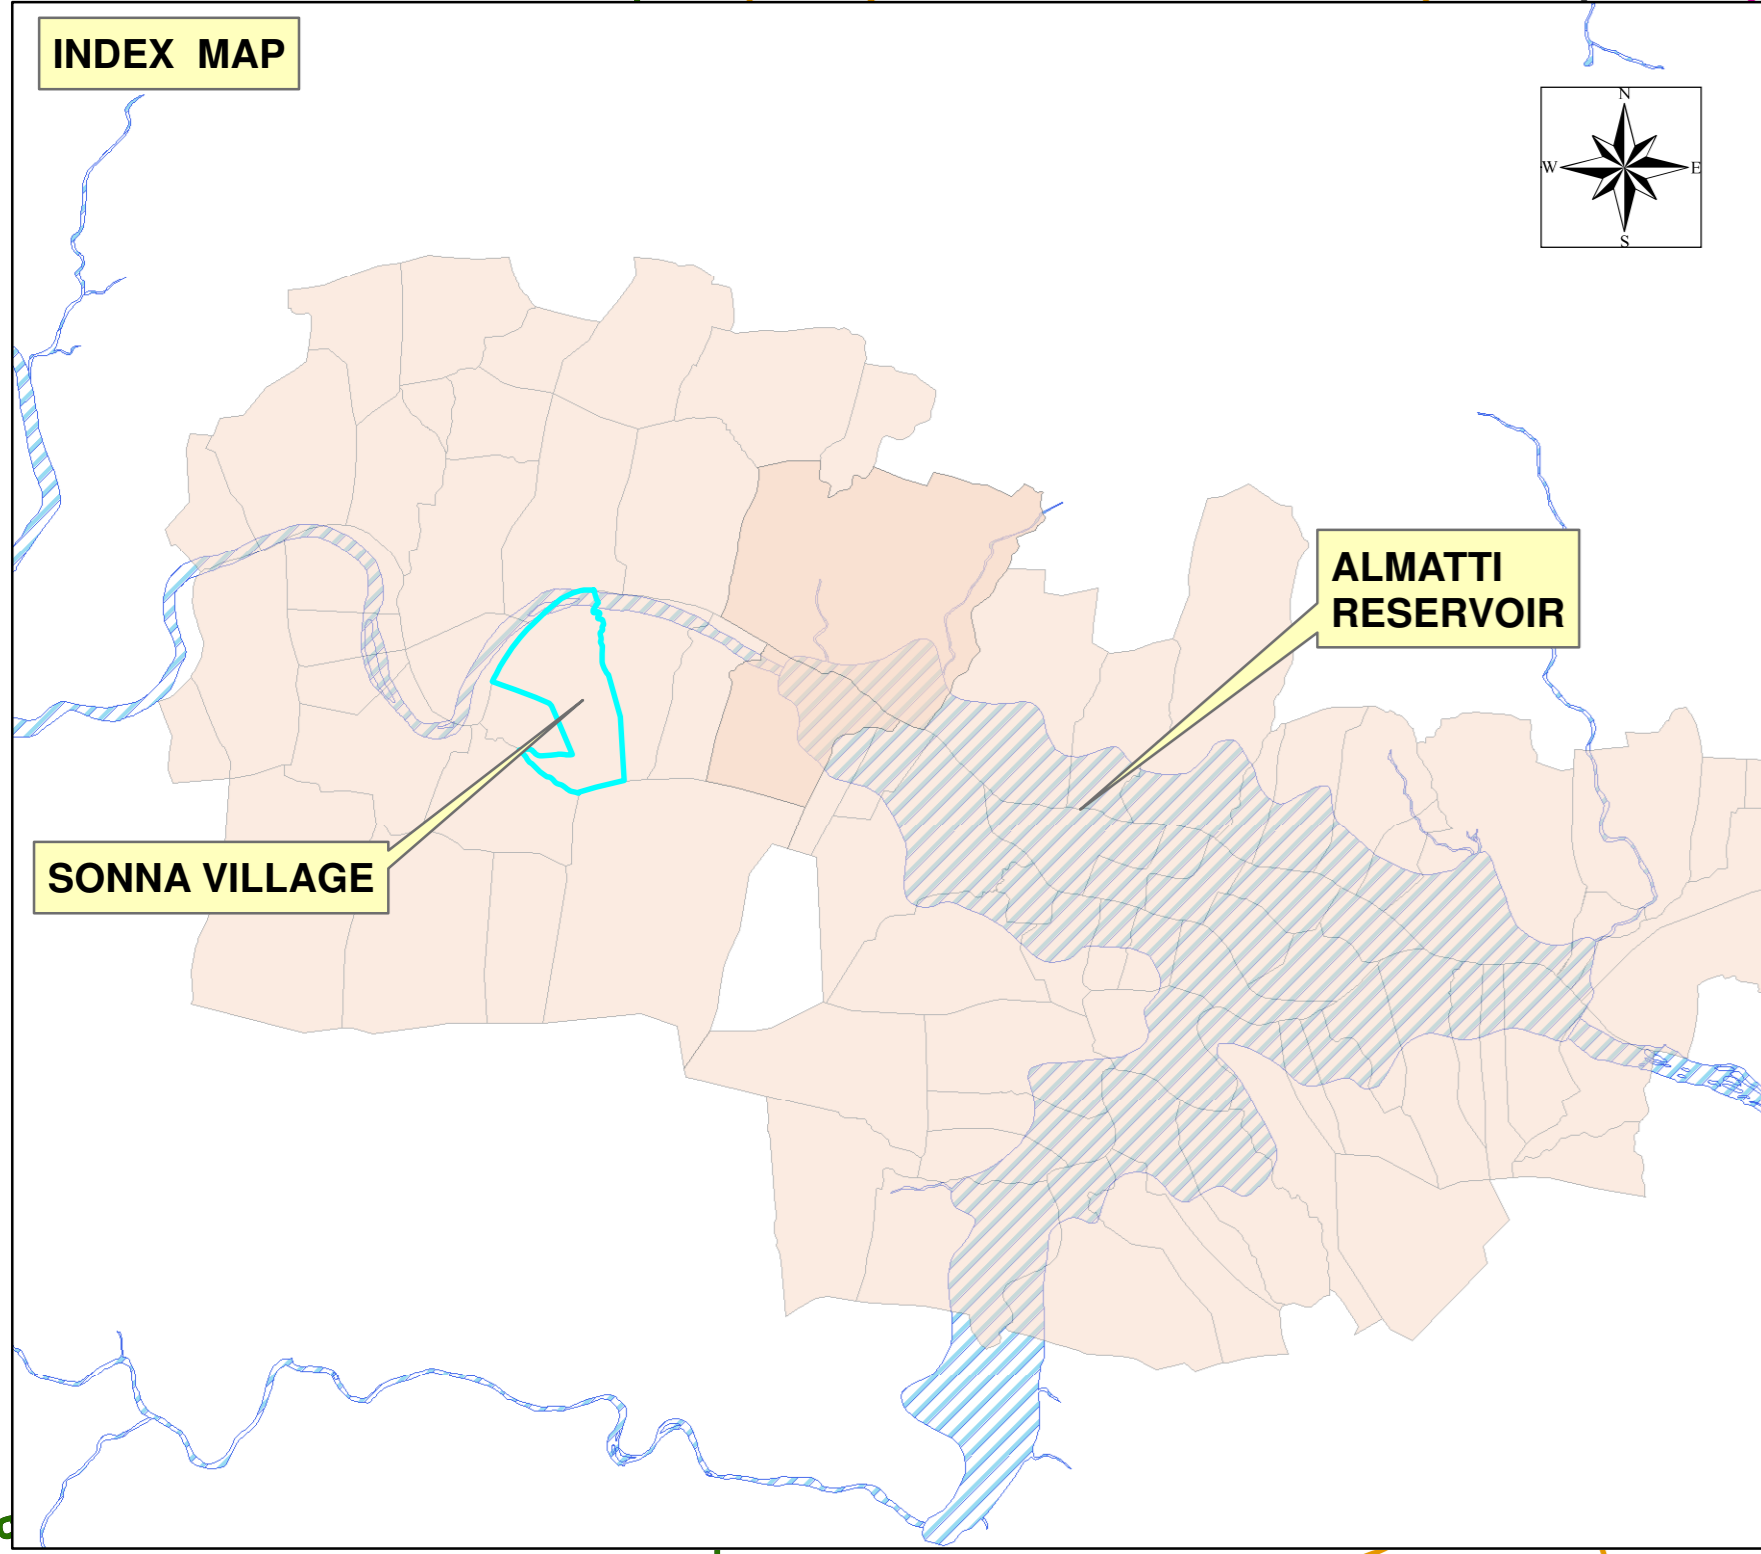 INDEX MAP
N
W
E
S
ALMATTI
RESERVOIR
SONNA VILLAGE